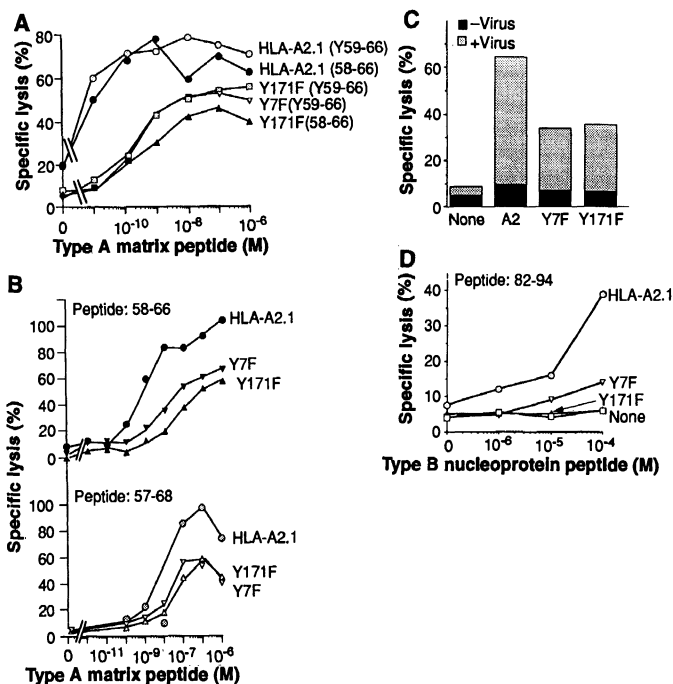 A
Specific lysis (%)
80
60
40
20
0
0 10⁻¹⁰ 10⁻⁸ 10⁻⁶
Type A matrix peptide (M)
HLA-A2.1 (Y59-66)
HLA-A2.1 (58-66)
Y171F (Y59-66)
Y7F(Y59-66)
Y171F(58-66)
C
–Virus
+Virus
Specific lysis (%)
60
40
20
0
None A2 Y7F Y171F
B
Peptide: 58-66
Specific lysis (%)
100
80
60
40
20
0
HLA-A2.1
Y7F
Y171F
Peptide: 57-68
100
80
60
40
20
0
HLA-A2.1
Y171F
Y7F
0 10⁻¹¹ 10⁻⁹ 10⁻⁷ 10⁻⁶
Type A matrix peptide (M)
D
Peptide: 82-94
Specific lysis (%)
40
30
20
10
0
HLA-A2.1
Y7F
Y171F
None
0 10⁻⁶ 10⁻⁵ 10⁻⁴
Type B nucleoprotein peptide (M)